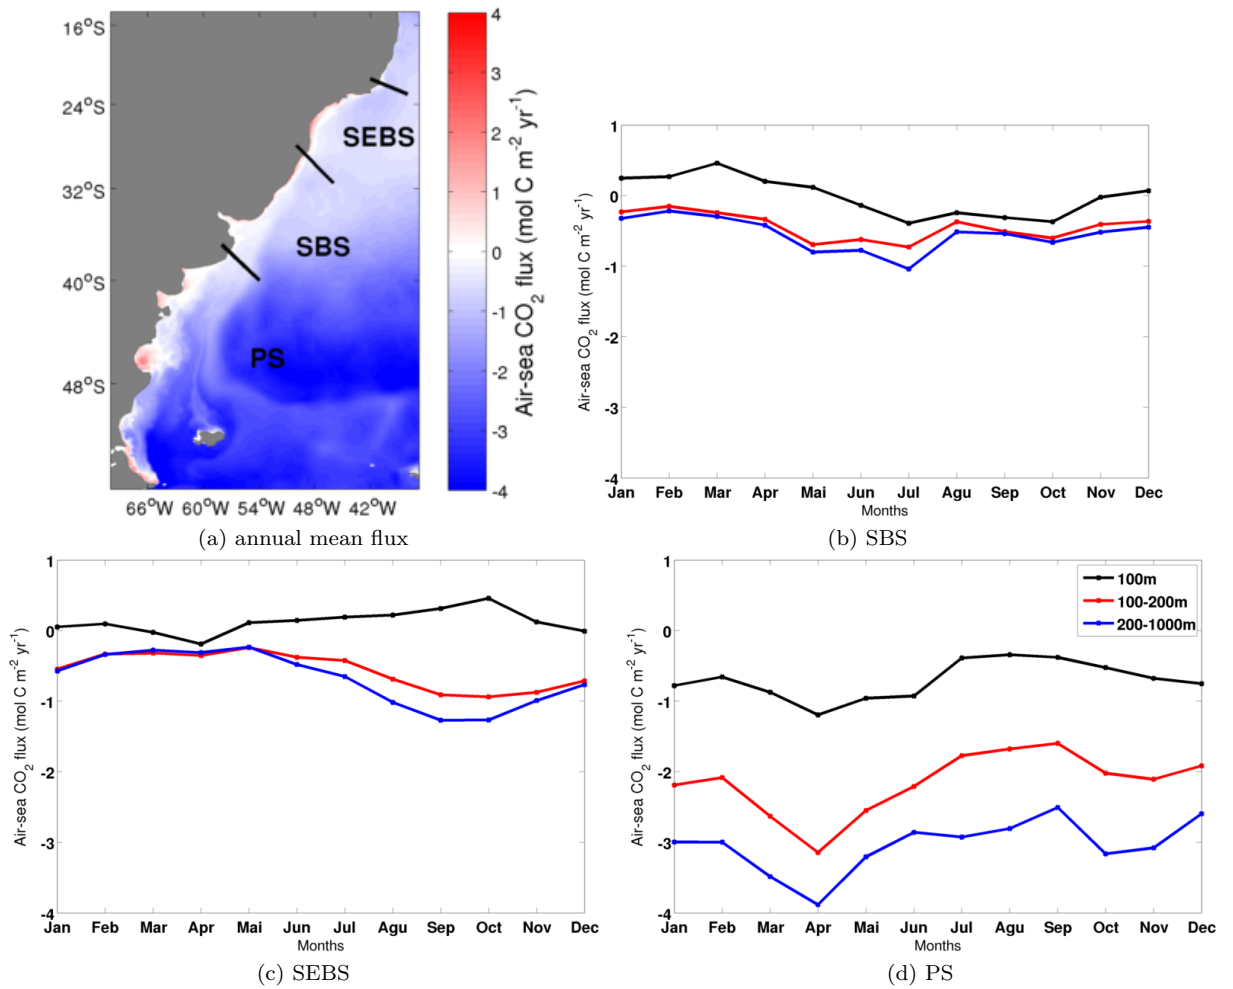 16°S
24°S
32°S
40°S
48°S
66°W 60°W 54°W 48°W 42°W
SEBS
SBS
PS
4
3
2
1
0
-1
-2
-3
-4
Air-sea CO2 flux (mol C m-2 yr-1)
(a) annual mean flux
1
0
-1
-2
-3
-4
Air-sea CO2 flux (mol C m-2 yr-1)
Jan Feb Mar Apr Mai Jun Jul Agu Sep Oct Nov Dec
Months
(b) SBS
1
0
-1
-2
-3
-4
Air-sea CO2 flux (mol C m-2 yr-1)
Jan Feb Mar Apr Mai Jun Jul Agu Sep Oct Nov Dec
Months
(c) SEBS
1
0
-1
-2
-3
-4
Air-sea CO2 flux (mol C m-2 yr-1)
100m
100-200m
200-1000m
Jan Feb Mar Apr Mai Jun Jul Agu Sep Oct Nov Dec
Months
(d) PS